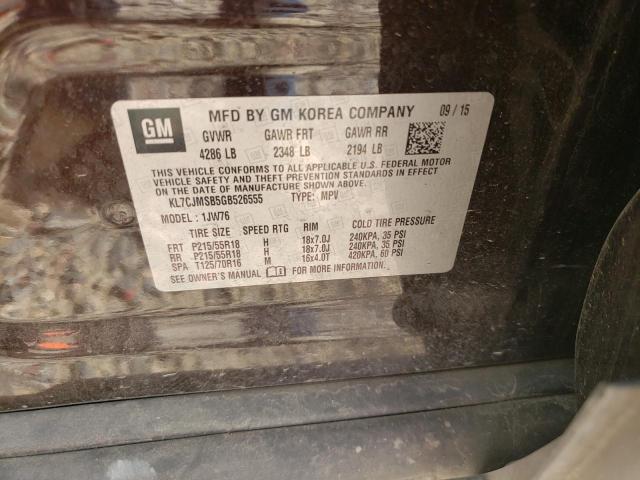 GM MFD BY GM KOREA COMPANY 09 / 15
GVWR GAWR FRT GAWR RR
4286 LB 2348 LB 2194 LB
THIS VEHICLE CONFORMS TO ALL APPLICABLE U.S. FEDERAL MOTOR
VEHICLE SAFETY, BUMPER, AND THEFT PREVENTION STANDARDS IN EFFECT
ON THE DATE OF MANUFACTURE SHOWN ABOVE.
KL7CJMSB5GB526555 TYPE: MPV
MODEL : 1JW76
TIRE SIZE SPEED RTG RIM COLD TIRE PRESSURE
FRT P215/55R18 H 18x7.0J 240KPA, 35 PSI
RR P215/55R18 H 18x7.0J 240KPA, 35 PSI
SPA T125/70R16 M 16x4.0T 420KPA, 60 PSI
SEE OWNER'S MANUAL FOR MORE INFORMATION.